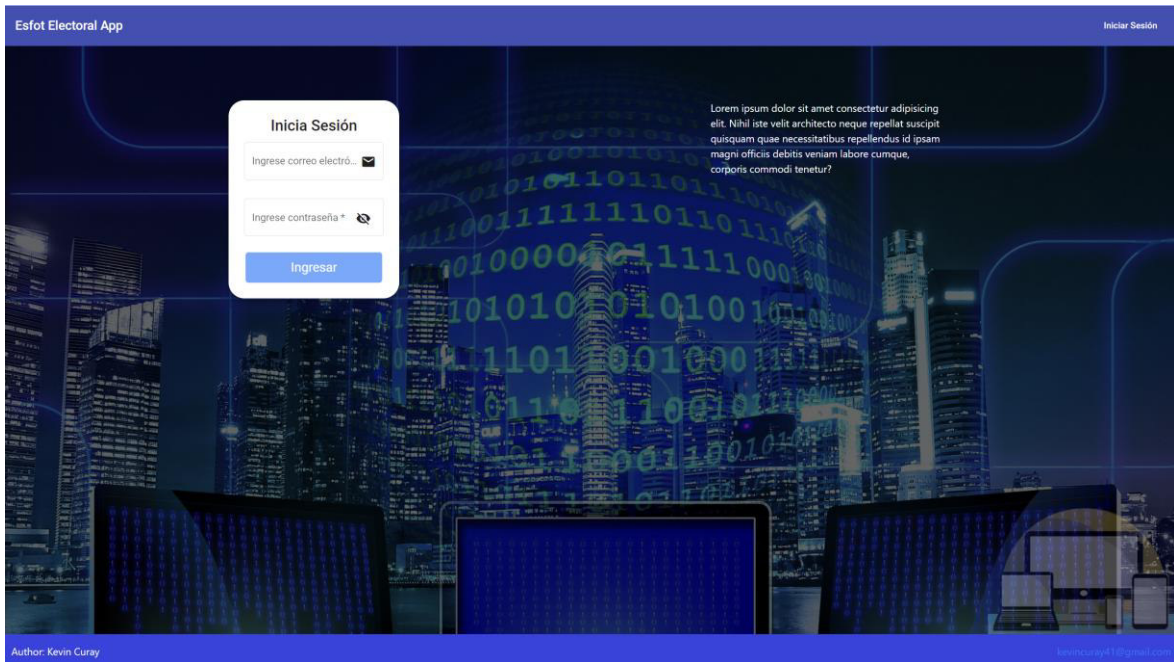 Esfot Electoral App
Iniciar Sesión
Inicia Sesión
Ingrese correo electró...
Ingrese contraseña *
Ingresar
Lorem ipsum dolor sit amet consectetur adipisicing
elit. Nihil iste velit architecto neque repellat suscipit
quisquam quae necessitatibus repellendus id ipsam
magni officiis debitis veniam labore cumque,
corporis commodi tenetur?
Author: Kevin Curay
kevincuray41@gmail.com